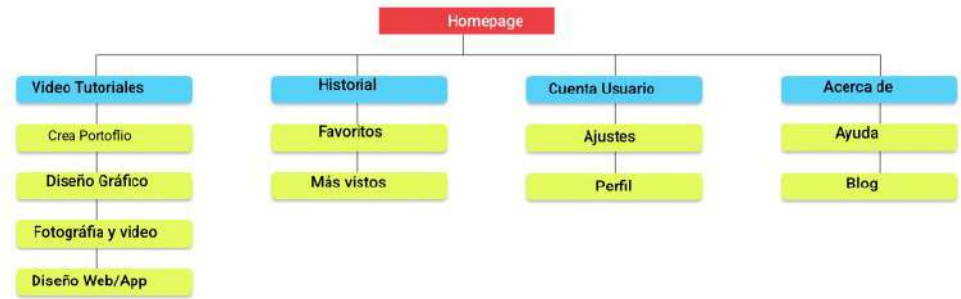 Homepage
Video Tutoriales
Historial
Cuenta Usuario
Acerca de
Crea Portoflio
Favoritos
Ajustes
Ayuda
Diseño Gráfico
Más vistos
Perfil
Blog
Fotográfia y video
Diseño Web/App